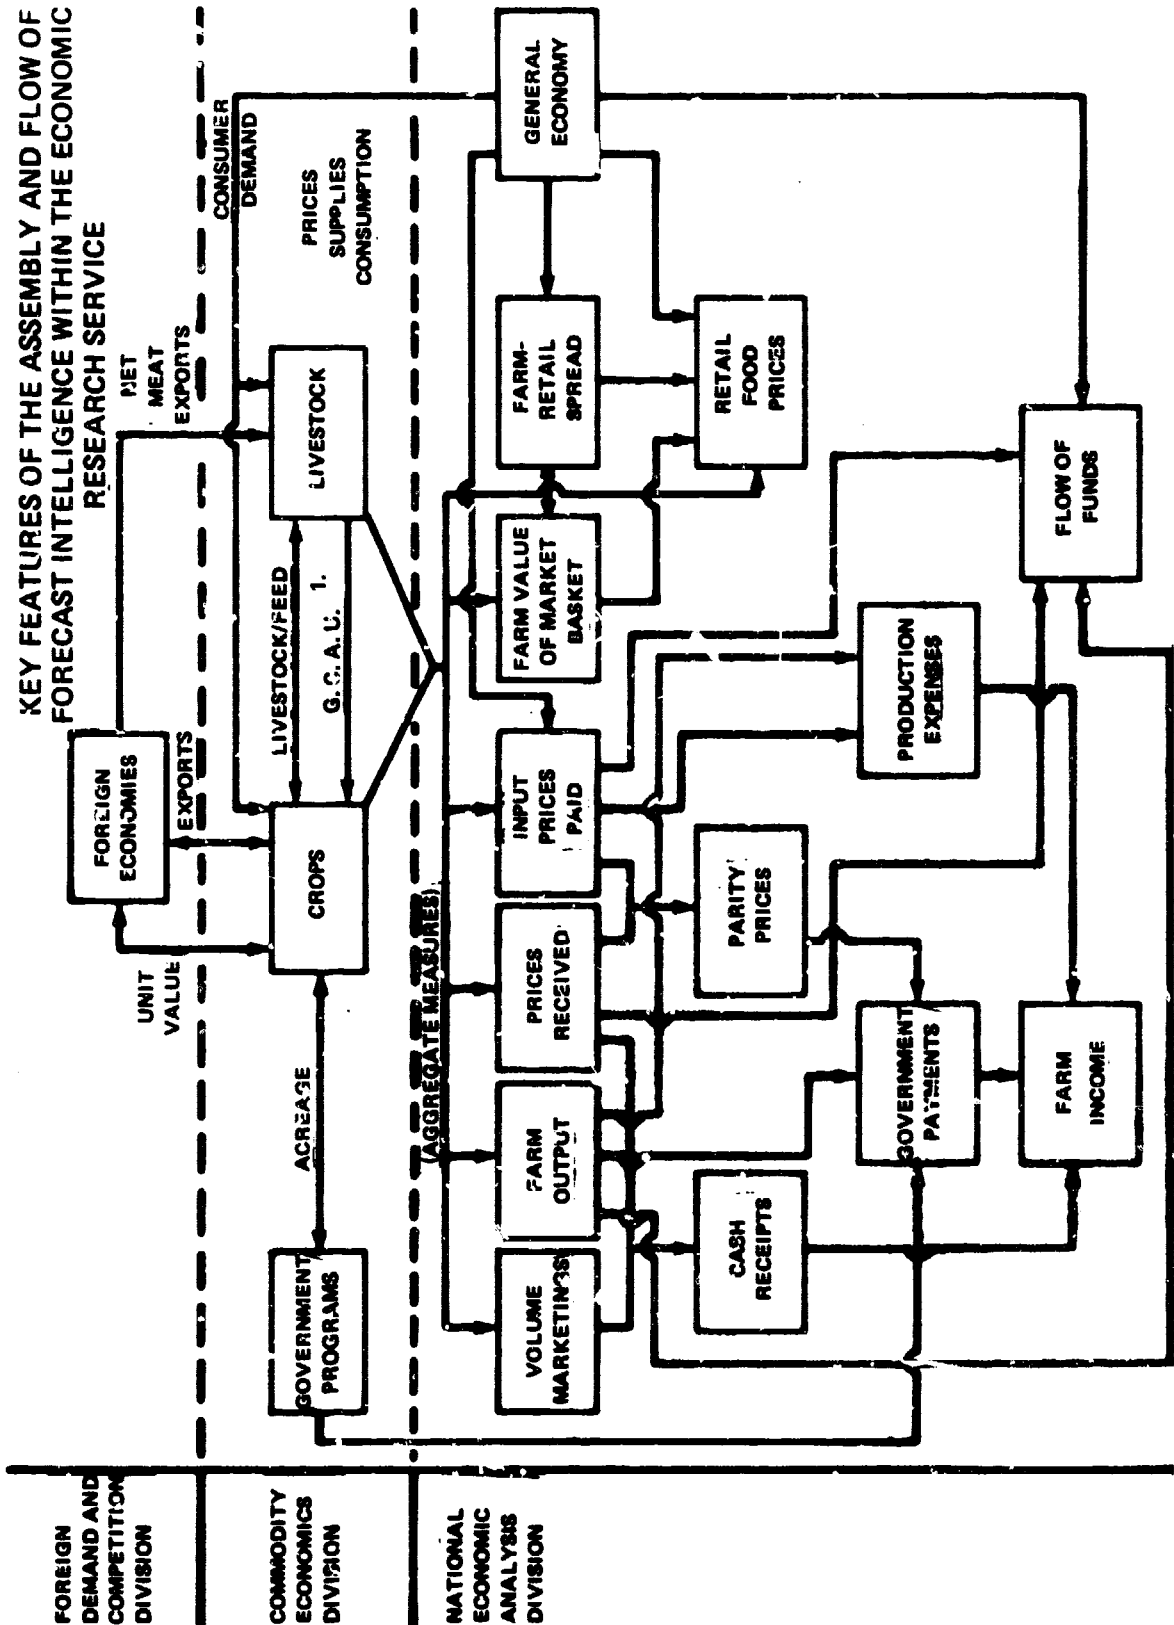 KEY FEATURES OF THE ASSEMBLY AND FLOW OF
FORECAST INTELLIGENCE WITHIN THE ECONOMIC
RESEARCH SERVICE
FOREIGN
DEMAND AND
COMPETITION
DIVISION
FOREIGN
ECONOMIES
UNIT
VALUE
EXPORTS
NET
MEAT
EXPORTS
COMMODITY
ECONOMICS
DIVISION
GOVERNMENT
PROGRAMS
ACREAGE
CROPS
LIVESTOCK/FEED
G.C.A.U. 1.
LIVESTOCK
CONSUMER
DEMAND
PRICES
SUPPLIES
CONSUMPTION
NATIONAL
ECONOMIC
ANALYSIS
DIVISION
(AGGREGATE MEASURES)
VOLUME
MARKETINGS
FARM
OUTPUT
PRICES
RECEIVED
INPUT
PRICES
PAID
FARM VALUE
OF MARKET
BASKET
FARM-
RETAIL
SPREAD
GENERAL
ECONOMY
CASH
RECEIPTS
PARITY
PRICES
RETAIL
FOOD
PRICES
GOVERNMENT
PAYMENTS
PRODUCTION
EXPENSES
FARM
INCOME
FLOW OF
FUNDS